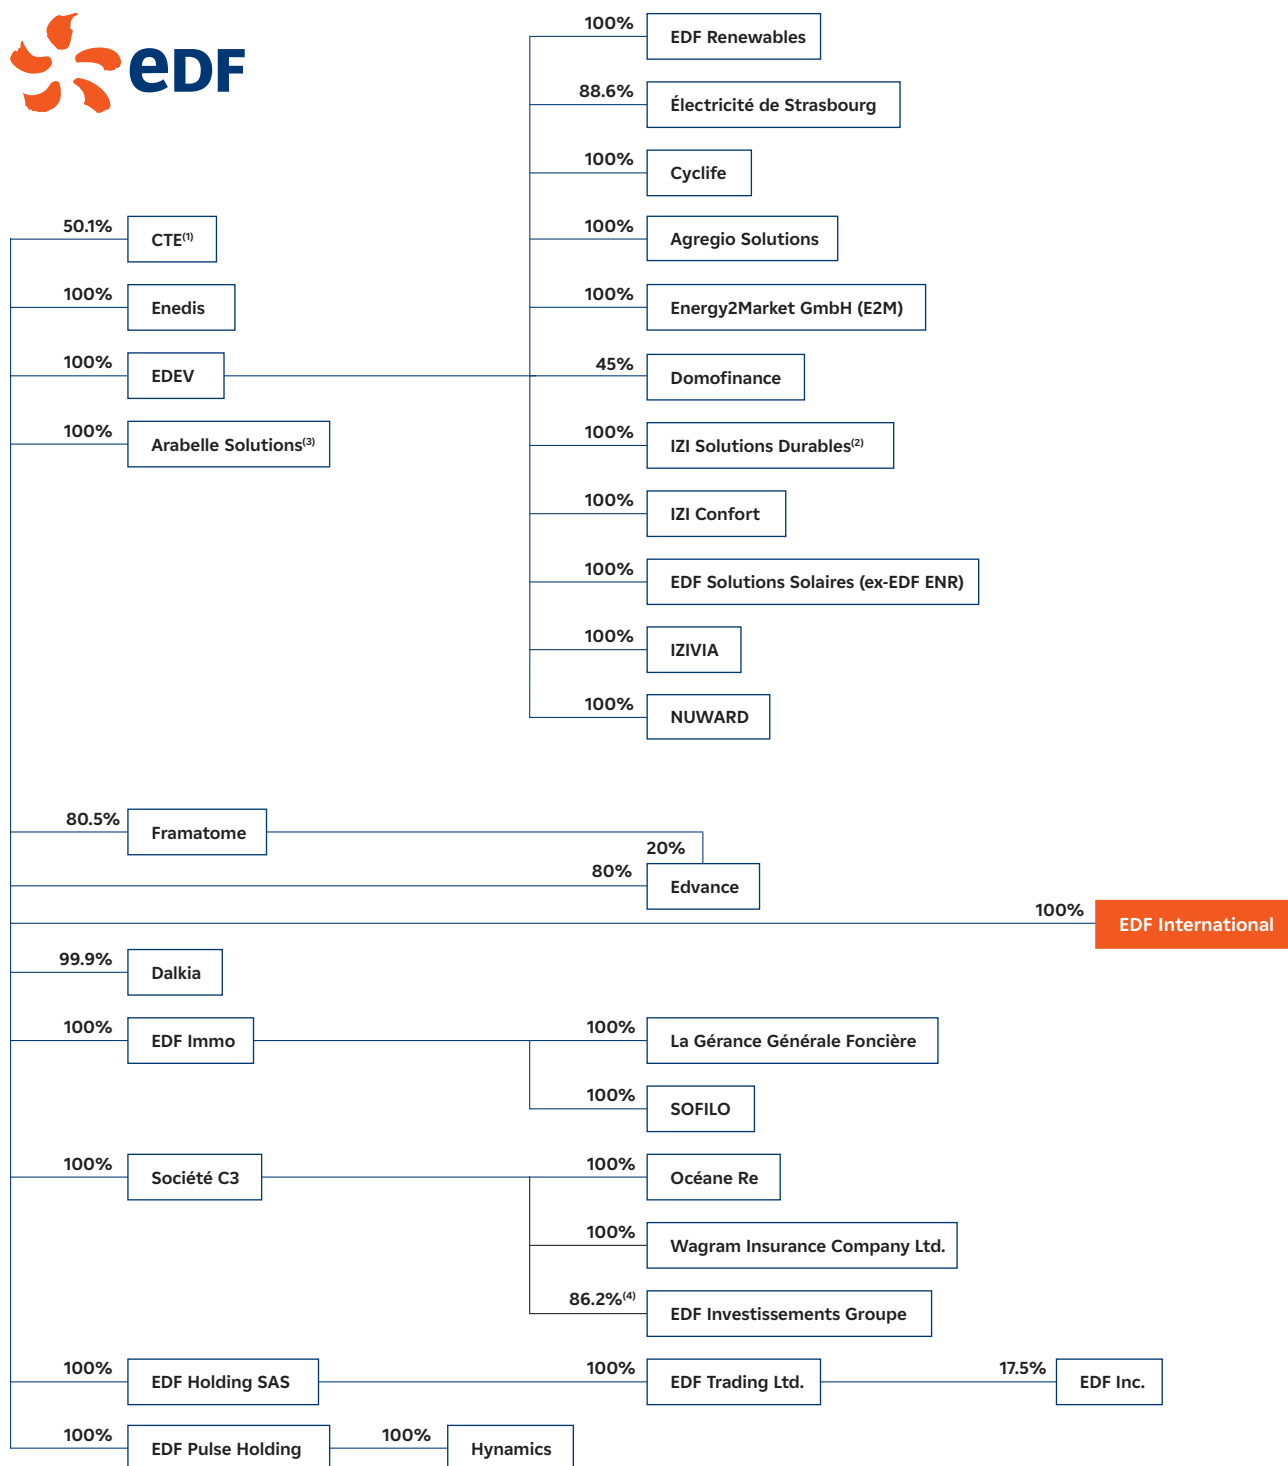 eDF
100%
EDF Renewables
88.6%
Électricité de Strasbourg
100%
Cyclife
50.1%
CTE(1)
100%
Agregio Solutions
100%
Enedis
100%
Energy2Market GmbH (E2M)
100%
EDEV
45%
Domofinance
100%
Arabelle Solutions(3)
100%
IZI Solutions Durables(2)
100%
IZI Confort
100%
EDF Solutions Solaires (ex-EDF ENR)
100%
IZIVIA
100%
NUWARD
80.5%
Framatome
20%
80%
Edvance
100%
EDF International
99.9%
Dalkia
100%
EDF Immo
100%
La Gérance Générale Foncière
100%
SOFILO
100%
Société C3
100%
Océane Re
100%
Wagram Insurance Company Ltd.
86.2%(4)
EDF Investissements Groupe
100%
EDF Holding SAS
100%
EDF Trading Ltd.
17.5%
EDF Inc.
100%
EDF Pulse Holding
100%
Hynamics